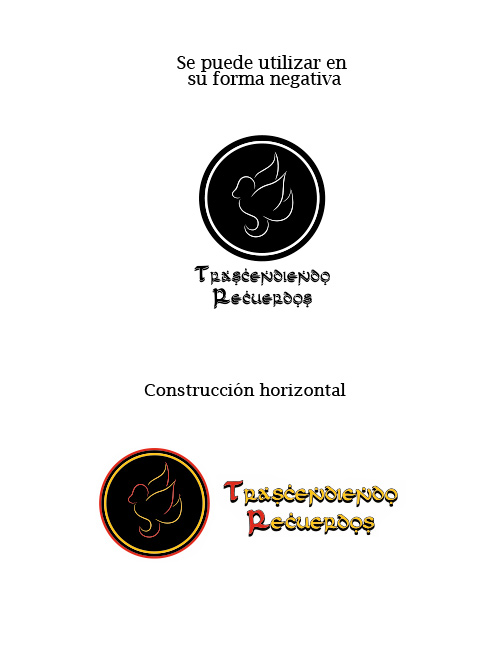 Se puede utilizar en
su forma negativa
Trascendiendo
Recuerdos
Construcción horizontal
Trascendiendo
Recuerdos